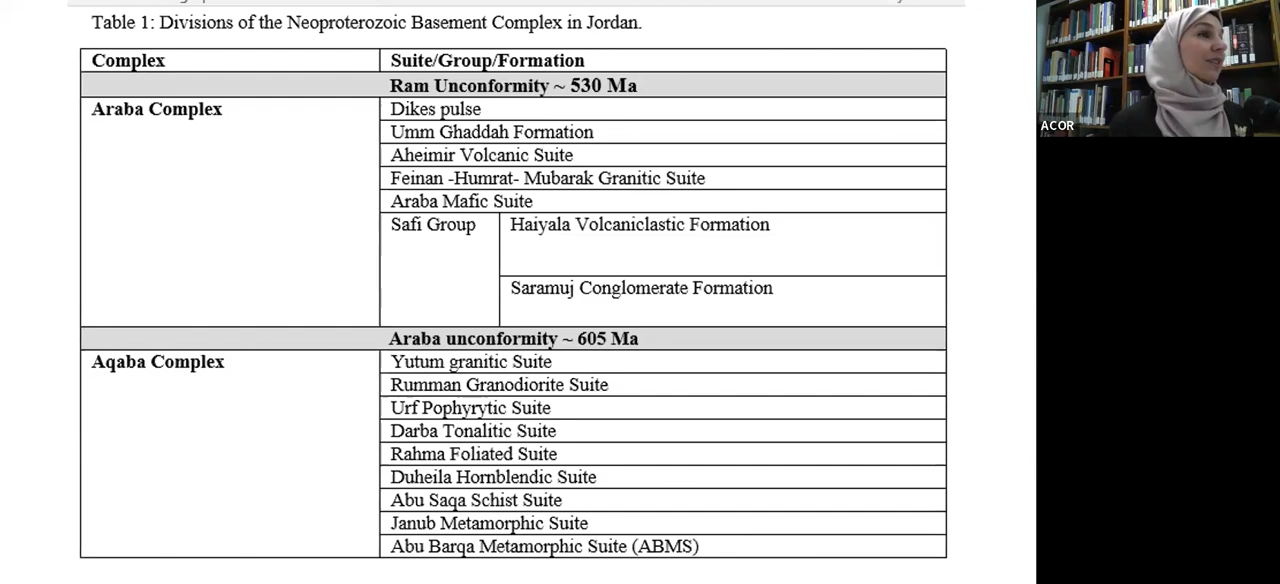 Table 1: Divisions of the Neoproterozoic Basement Complex in Jordan.
Complex Suite/Group/Formation
Ram Unconformity ~ 530 Ma
Araba Complex Dikes pulse
Umm Ghaddah Formation
Aheimir Volcanic Suite
Feinan -Humrat- Mubarak Granitic Suite
Araba Mafic Suite
Safi Group Haiyala Volcaniclastic Formation
Saramuj Conglomerate Formation
Araba unconformity ~ 605 Ma
Aqaba Complex Yutum granitic Suite
Rumman Granodiorite Suite
Urf Pophyrytic Suite
Darba Tonalitic Suite
Rahma Foliated Suite
Duheila Hornblendic Suite
Abu Saqa Schist Suite
Janub Metamorphic Suite
Abu Barqa Metamorphic Suite (ABMS)
ACOR